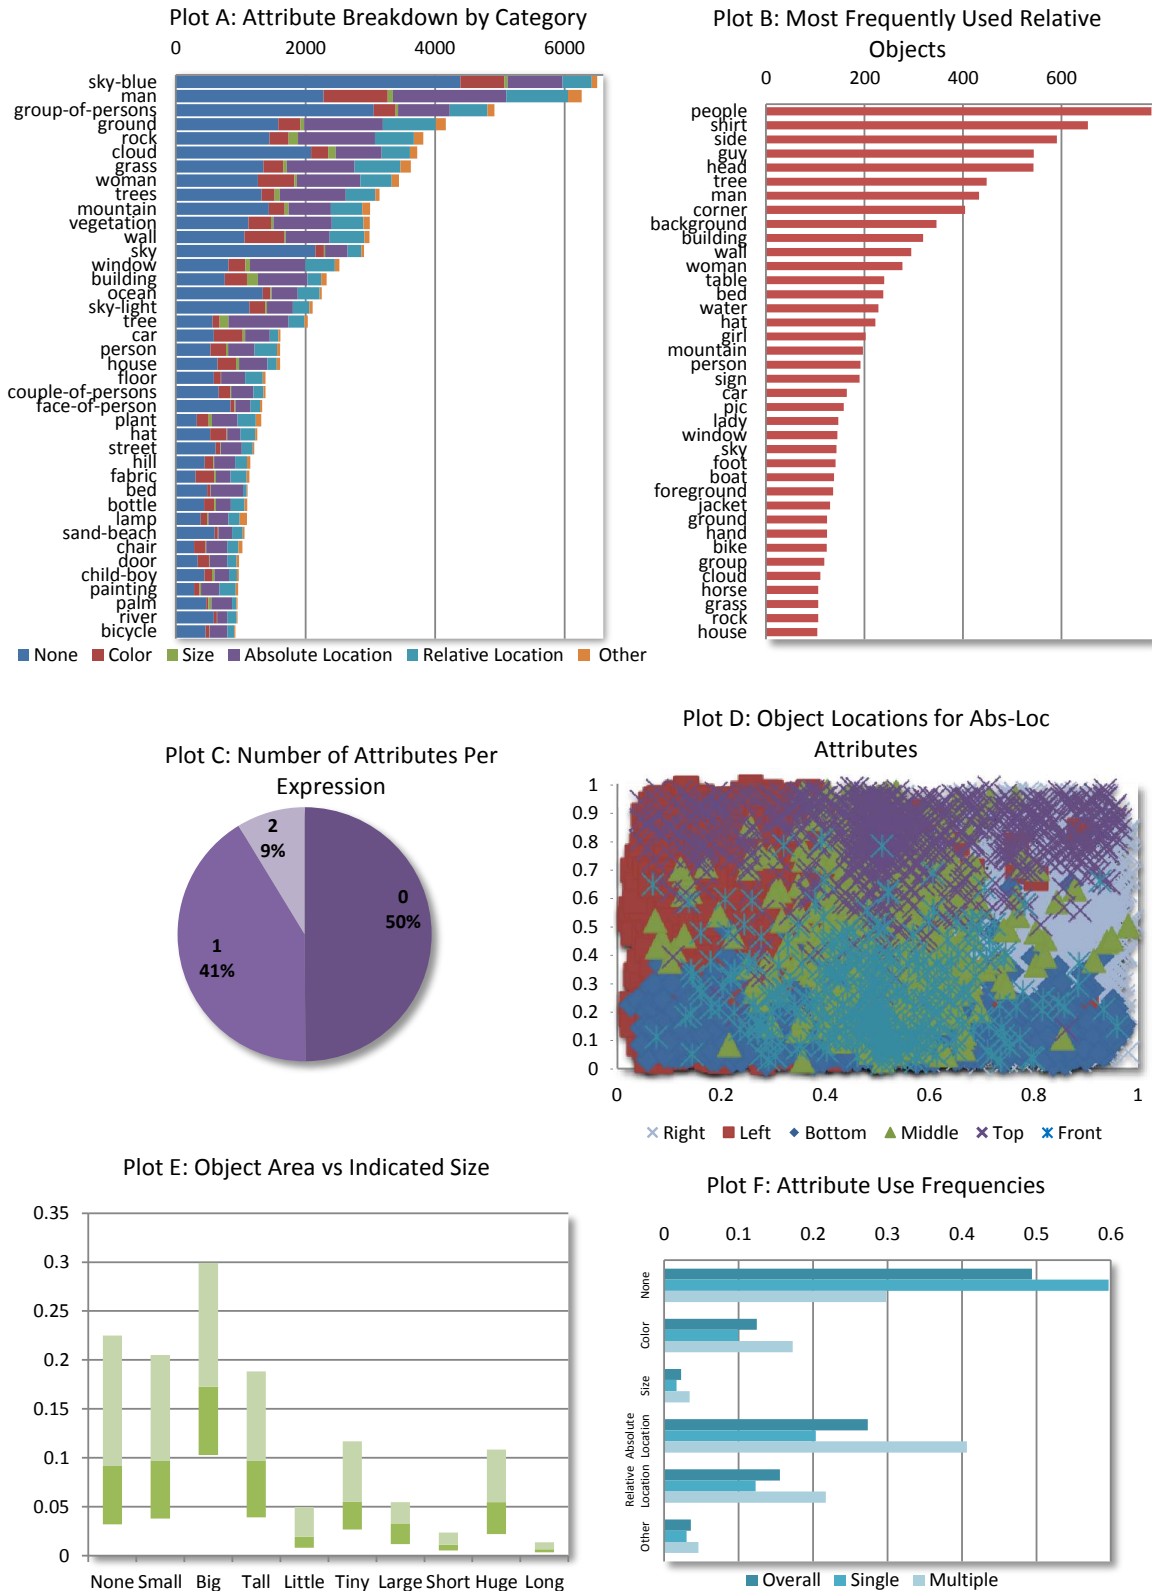 Plot A: Attribute Breakdown by Category
0 2000 4000 6000
sky-blue
man
group-of-persons
ground
rock
cloud
grass
woman
trees
mountain
vegetation
wall
sky
window
building
ocean
sky-light
tree
car
person
house
floor
couple-of-persons
face-of-person
plant
hat
street
hill
fabric
bed
bottle
lamp
sand-beach
chair
door
child-boy
painting
palm
river
bicycle
None Color Size Absolute Location Relative Location Other
Plot B: Most Frequently Used Relative
Objects
0 200 400 600
people
shirt
side
guy
head
tree
man
corner
background
building
wall
woman
table
bed
water
hat
girl
mountain
person
sign
car
pic
lady
window
sky
foot
boat
foreground
jacket
ground
hand
bike
group
cloud
horse
grass
rock
house
Plot C: Number of Attributes Per
Expression
2
9%
0
50%
1
41%
Plot D: Object Locations for Abs-Loc
Attributes
1
0.9
0.8
0.7
0.6
0.5
0.4
0.3
0.2
0.1
0
0 0.2 0.4 0.6 0.8 1
Right Left Bottom Middle Top Front
Plot E: Object Area vs Indicated Size
0.35
0.3
0.25
0.2
0.15
0.1
0.05
0
None Small Big Tall Little Tiny Large Short Huge Long
Plot F: Attribute Use Frequencies
0 0.1 0.2 0.3 0.4 0.5 0.6
None
Color
Size
Absolute
Location
Relative
Location
Other
Overall Single Multiple